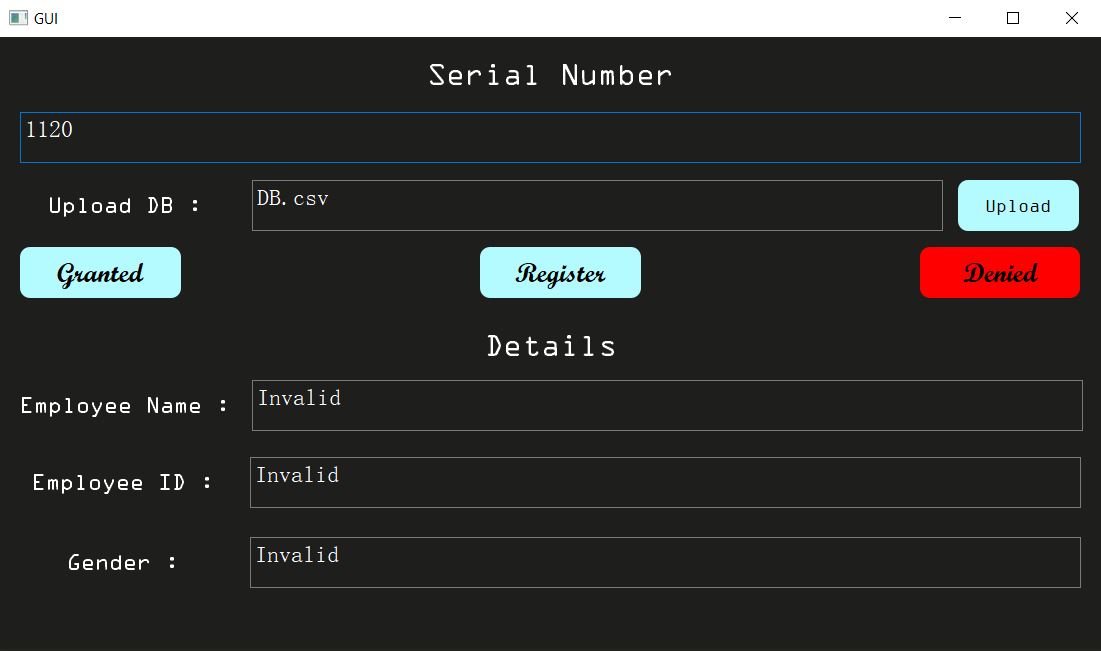 GUI
Serial Number
1120
Upload DB : DB.csv Upload
Granted Register Denied
Details
Employee Name : Invalid
Employee ID : Invalid
Gender : Invalid